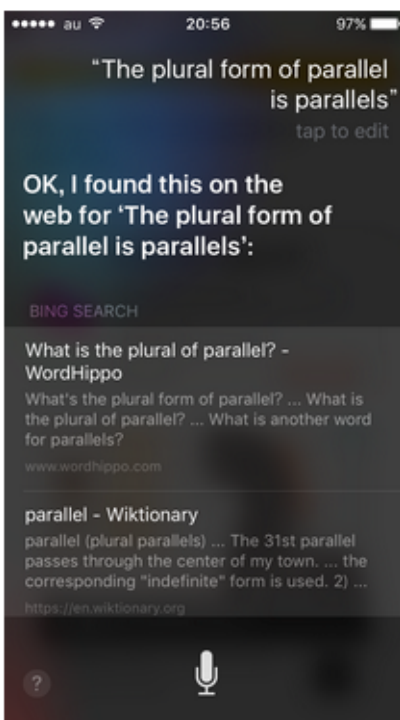 au 20:56 97%
“The plural form of parallel
is parallels”
tap to edit
OK, I found this on the
web for ‘The plural form of
parallel is parallels’:
BING SEARCH
What is the plural of parallel? -
WordHippo
What's the plural form of parallel? ... What is
the plural of parallel? ... What is another word
for parallels?
www.wordhippo.com
parallel - Wiktionary
parallel (plural parallels) ... The 31st parallel
passes through the center of my town. ... the
corresponding "indefinite" form is used. 2) ...
https://en.wiktionary.org
?